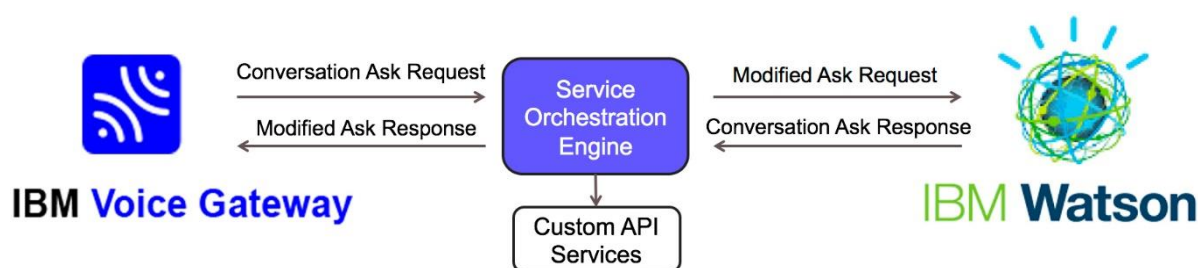 Conversation Ask Request
Modified Ask Response
IBM Voice Gateway
Service
Orchestration
Engine
Custom API
Services
Modified Ask Request
Conversation Ask Response
IBM Watson